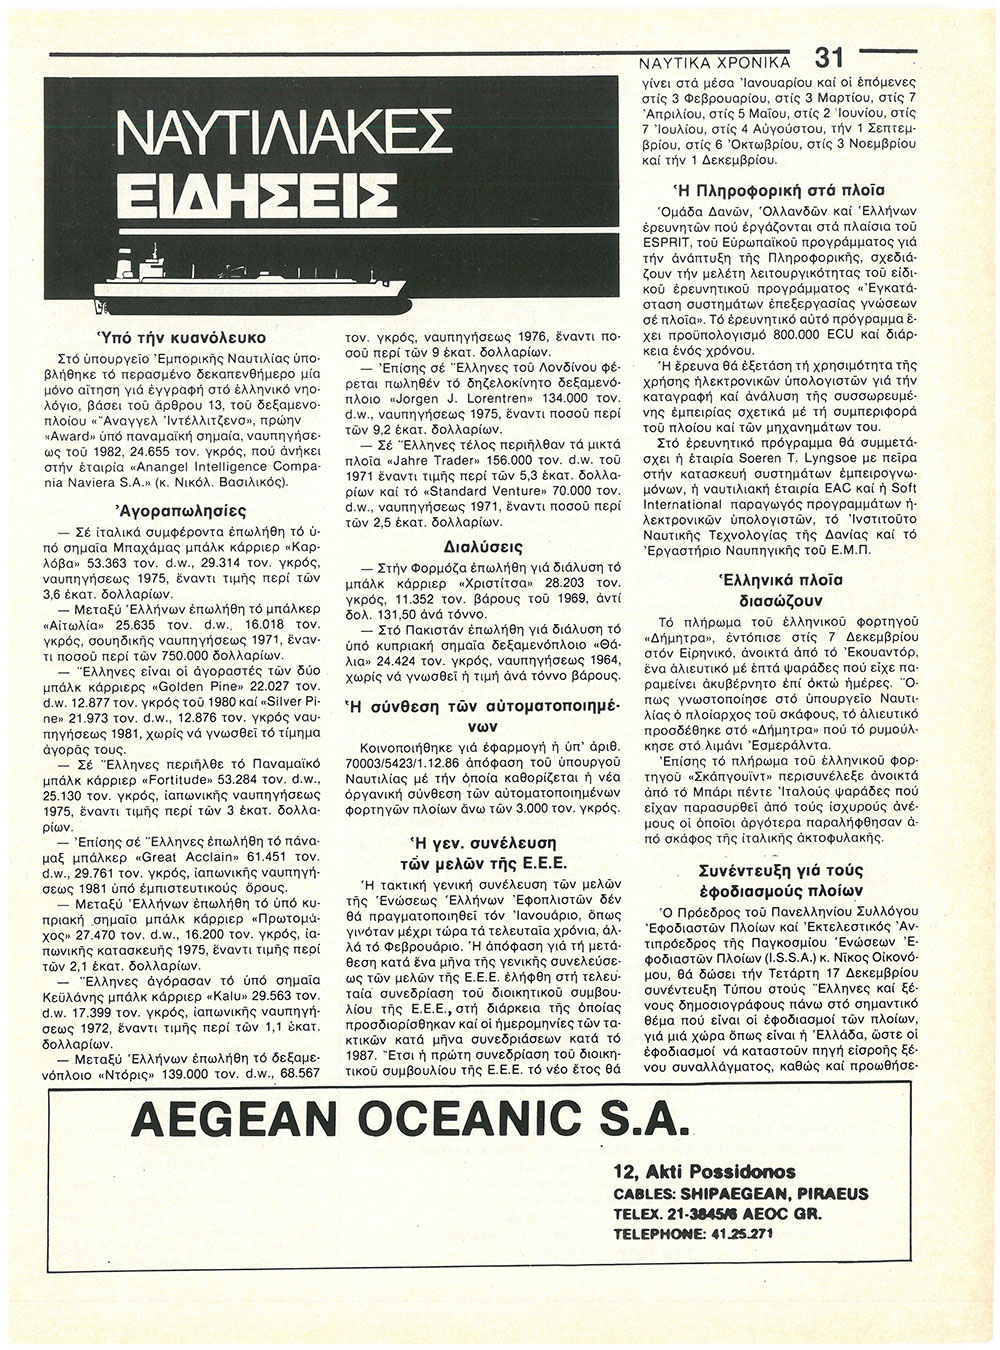 ΝΑΥΤΙΚΑ ΧΡΟΝΙΚΑ 31
ΝΑΥΤΙΛΙΑΚΕΣ
ΕΙΔΗΣΕΙΣ
Ὑπό τήν κυανόλευκο
Στό ὑπουργεῖο Ἐμπορικῆς Ναυτιλίας ὑπο-
βλήθηκε τό περασμένο δεκαπενθήμερο μία
μόνο αἴτηση γιά ἐγγραφή στό ἑλληνικό νηο-
λόγιο, βάσει τοῦ ἄρθρου 13, τοῦ δεξαμενο-
πλοίου «Ἄναγγελ Ἰντέλλιτζενσ», πρώην
«Award» ὑπό παναμαϊκή σημαία, ναυπηγήσε-
ως τοῦ 1982, 24.655 τον. γκρός, πού ἀνήκει
στήν ἑταιρία «Anangel Intelligence Compa-
nia Naviera S.A.» (κ. Νικόλ. Βασιλικός).
Ἀγοραπωλησίες
— Σέ ἰταλικά συμφέροντα ἐπωλήθη τό ὑ-
πό σημαῖα Μπαχάμας μπάλκ κάρριερ «Καρ-
λόβα» 53.363 τον. d.w., 29.314 τον. γκρός,
ναυπηγήσεως 1975, ἔναντι τιμῆς περί τῶν
3,6 ἑκατ. δολλαρίων.
— Μεταξύ Ἑλλήνων ἐπωλήθη τό μπάλκερ
«Αἰτωλία» 25.635 τον. d.w., 16.018 τον.
γκρός, σουηδικῆς ναυπηγήσεως 1971, ἔναν-
τι ποσοῦ περί τῶν 750.000 δολλαρίων.
— Ἕλληνες εἶναι οἱ ἀγοραστές τῶν δύο
μπάλκ κάρριερς «Golden Pine» 22.027 τον.
d.w. 12.877 τον. γκρός τοῦ 1980 καί «Silver Pi-
ne» 21.973 τον. d.w., 12.876 τον. γκρός ναυ-
πηγήσεως 1981, χωρίς νά γνωσθεῖ τό τίμημα
ἀγορᾶς τους.
— Σέ Ἕλληνες περιῆλθε τό Παναμαϊκό
μπάλκ κάρριερ «Fortitude» 53.284 τον. d.w.,
25.130 τον. γκρός, ἰαπωνικῆς ναυπηγήσεως
1975, ἔναντι τιμῆς περί τῶν 3 ἑκατ. δολλα-
ρίων.
— Ἐπίσης σέ Ἕλληνες ἐπωλήθη τό πάνα-
μαξ μπάλκερ «Great Acclain» 61.451 τον.
d.w., 29.761 τον. γκρός, ἰαπωνικῆς ναυπηγή-
σεως 1981 ὑπό ἐμπιστευτικούς ὅρους.
— Μεταξύ Ἑλλήνων ἐπωλήθη τό ὑπό κυ-
πριακή σημαῖα μπάλκ κάρριερ «Πρωτομά-
χος» 27.470 τον. d.w., 16.200 τον. γκρός, ἰα-
πωνικῆς κατασκευῆς 1975, ἔναντι τιμῆς περί
τῶν 2,1 ἑκατ. δολλαρίων.
— Ἕλληνες ἀγόρασαν τό ὑπό σημαῖα
Κεϋλάνης μπάλκ κάρριερ «Kalu» 29.563 τον.
d.w. 17.399 τον. γκρός, ἰαπωνικῆς ναυπηγή-
σεως 1972, ἔναντι τιμῆς περί τῶν 1,1 ἑκατ.
δολλαρίων.
— Μεταξύ Ἑλλήνων ἐπωλήθη τό δεξαμε-
νόπλοιο «Ντόρις» 139.000 τον. d.w., 68.567
τον. γκρός, ναυπηγήσεως 1976, ἔναντι πο-
σοῦ περί τῶν 9 ἑκατ. δολλαρίων.
— Ἐπίσης σέ Ἕλληνες τοῦ Λονδίνου φέ-
ρεται πωληθέν τό δηζελοκίνητο δεξαμενό-
πλοιο «Jorgen J. Lorentren» 134.000 τον.
d.w., ναυπηγήσεως 1975, ἔναντι ποσοῦ περί
τῶν 9,2 ἑκατ. δολλαρίων.
— Σέ Ἕλληνες τέλος περιῆλθαν τά μικτά
πλοῖα «Jahre Trader» 156.000 τον. d.w. τοῦ
1971 ἔναντι τιμῆς περί τῶν 5,3 ἑκατ. δολλα-
ρίων καί τό «Standard Venture» 70.000 τον.
d.w., ναυπηγήσεως 1971, ἔναντι ποσοῦ περί
τῶν 2,5 ἑκατ. δολλαρίων.
Διαλύσεις
— Στήν Φορμόζα ἐπωλήθη γιά διάλυση τό
μπάλκ κάρριερ «Χριστίτσα» 28.203 τον.
γκρός, 11.352 τον. βάρους τοῦ 1969, ἀντί
δολ. 131,50 ἀνά τόννο.
— Στό Πακιστάν ἐπωλήθη γιά διάλυση τό
ὑπό κυπριακή σημαῖα δεξαμενόπλοιο «Θά-
λια» 24.424 τον. γκρός, ναυπηγήσεως 1964,
χωρίς νά γνωσθεῖ ἡ τιμή ἀνά τόννο βάρους.
Ἡ σύνθεση τῶν αὐτοματοποιημέ-
νων
Κοινοποιήθηκε γιά ἐφαρμογή ἡ ὑπ' ἀριθ.
70003/5423/1.12.86 ἀπόφαση τοῦ ὑπουργοῦ
Ναυτιλίας μέ τήν ὁποία καθορίζεται ἡ νέα
ὀργανική σύνθεση τῶν αὐτοματοποιημένων
φορτηγῶν πλοίων ἄνω τῶν 3.000 τον. γκρός.
Ἡ γεν. συνέλευση
τῶν μελῶν τῆς Ε.Ε.Ε.
Ἡ τακτική γενική συνέλευση τῶν μελῶν
τῆς Ἑνώσεως Ἑλλήνων Ἐφοπλιστῶν δέν
θά πραγματοποιηθεῖ τόν Ἰανουάριο, ὅπως
γινόταν μέχρι τώρα τά τελευταῖα χρόνια, ἀλ-
λά τό Φεβρουάριο. Ἡ ἀπόφαση γιά τή μετά-
θεση κατά ἕνα μῆνα τῆς γενικῆς συνελεύσε-
ως τῶν μελῶν τῆς Ε.Ε.Ε. ἐλήφθη στή τελευ-
ταία συνεδρίαση τοῦ διοικητικοῦ συμβου-
λίου τῆς Ε.Ε.Ε., στή διάρκεια τῆς ὁποίας
προσδιορίσθηκαν καί οἱ ἡμερομηνίες τῶν τα-
κτικῶν κατά μῆνα συνεδριάσεων κατά τό
1987. Ἔτσι ἡ πρώτη συνεδρίαση τοῦ διοικη-
τικοῦ συμβουλίου τῆς Ε.Ε.Ε. τό νέο ἔτος θά
γίνει στά μέσα Ἰανουαρίου καί οἱ ἑπόμενες
στίς 3 Φεβρουαρίου, στίς 3 Μαρτίου, στίς 7
Ἀπριλίου, στίς 5 Μαῖου, στίς 2 Ἰουνίου, στίς
7 Ἰουλίου, στίς 4 Αὐγούστου, τήν 1 Σεπτεμ-
βρίου, στίς 6 Ὀκτωβρίου, στίς 3 Νοεμβρίου
καί τήν 1 Δεκεμβρίου.
Ἡ Πληροφορική στά πλοῖα
Ὁμάδα Δανῶν, Ὁλλανδῶν καί Ἑλλήνων
ἐρευνητῶν πού ἐργάζονται στά πλαίσια τοῦ
ESPRIT, τοῦ Εὐρωπαϊκοῦ προγράμματος γιά
τήν ἀνάπτυξη τῆς Πληροφορικῆς, σχεδιά-
ζουν τήν μελέτη λειτουργικότητας τοῦ εἰδι-
κοῦ ἐρευνητικοῦ προγράμματος «Ἐγκατά-
σταση συστημάτων ἐπεξεργασίας γνώσεων
σέ πλοῖα». Τό ἐρευνητικό αὐτό πρόγραμμα ἔ-
χει προϋπολογισμό 800.000 ECU καί διάρ-
κεια ἑνός χρόνου.
Ἡ ἔρευνα θά ἐξετάση τή χρησιμότητα τῆς
χρήσης ἠλεκτρονικῶν ὑπολογιστῶν γιά τήν
καταγραφή καί ἀνάλυση τῆς συσσωρευμέ-
νης ἐμπειρίας σχετικά μέ τή συμπεριφορά
τοῦ πλοίου καί τῶν μηχανημάτων του.
Στό ἐρευνητικό πρόγραμμα θά συμμετά-
σχει ἡ ἑταιρία Soeren T. Lyngsoe με πεῖρα
στήν κατασκευή συστημάτων ἐμπειρογνω-
μόνων, ἡ ναυτιλιακή ἑταιρία EAC καί ἡ Soft
International παραγωγός προγραμμάτων ἠ-
λεκτρονικῶν ὑπολογιστῶν, τό Ἰνστιτοῦτο
Ναυτικῆς Τεχνολογίας τῆς Δανίας καί τό
Ἐργαστήριο Ναυπηγικῆς τοῦ Ε.Μ.Π.
Ἑλληνικά πλοῖα
διασώζουν
Τό πλήρωμα τοῦ ἑλληνικοῦ φορτηγοῦ
«Δήμητρα», ἐντόπισε στίς 7 Δεκεμβρίου
στόν Εἰρηνικό, ἀνοικτά ἀπό τό Ἐκουαντόρ,
ἕνα ἁλιευτικό μέ ἑπτά ψαράδες πού εἶχε πα-
ραμείνει ἀκυβέρνητο ἐπί ὀκτώ ἡμέρες. Ὅ-
πως γνωστοποίησε στό ὑπουργεῖο Ναυτι-
λίας ὁ πλοίαρχος τοῦ σκάφους, τό ἁλιευτικό
προσδέθηκε στό «Δήμητρα» πού τό ρυμούλ-
κησε στό λιμάνι Ἐσμεράλντα.
Ἐπίσης τό πλήρωμα τοῦ ἑλληνικοῦ φορ-
τηγοῦ «Σκάπγουϊντ» περισυνέλεξε ἀνοικτά
ἀπό τό Μπάρι πέντε Ἰταλούς ψαράδες πού
εἶχαν παρασυρθεῖ ἀπό τούς ἰσχυρούς ἀνέ-
μους οἱ ὁποῖοι ἀργότερα παραλήφθησαν ἀ-
πό σκάφος τῆς ἰταλικῆς ἀκτοφυλακῆς.
Συνέντευξη γιά τούς
ἐφοδιασμούς πλοίων
Ὁ Πρόεδρος τοῦ Πανελληνίου Συλλόγου
Ἐφοδιαστῶν Πλοίων καί Ἐκτελεστικός Ἀν-
τιπρόεδρος τῆς Παγκοσμίου Ἑνώσεως Ἐ-
φοδιαστῶν Πλοίων (I.S.S.A.) κ. Νῖκος Οἰκονό-
μου, θά δώσει τήν Τετάρτη 17 Δεκεμβρίου
συνέντευξη Τύπου στούς Ἕλληνες καί ξέ-
νους δημοσιογράφους πάνω στό σημαντικό
θέμα πού εἶναι οἱ ἐφοδιασμοί τῶν πλοίων,
γιά μιά χώρα ὅπως εἶναι ἡ Ἑλλάδα, ὥστε οἱ
ἐφοδιασμοί νά καταστοῦν πηγή εἰσροῆς ξέ-
νου συναλλάγματος, καθώς καί προωθήσε-
AEGEAN OCEANIC S.A.
12, Akti Possidonos
CABLES: SHIPAEGEAN, PIRAEUS
TELEX. 21-3845/6 AEOC GR.
TELEPHONE: 41.25.271